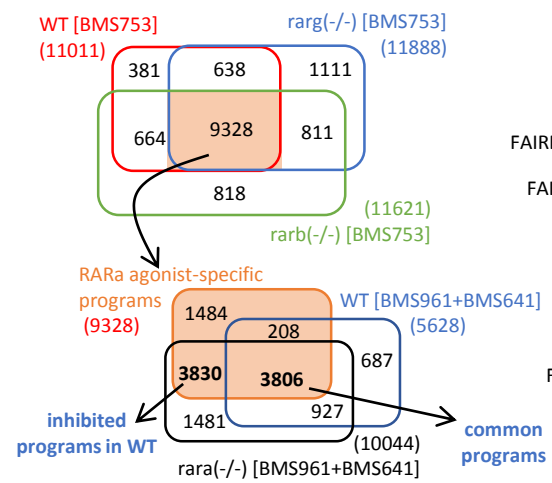 WT [BMS753]
(11011)
rarg(-/-) [BMS753]
(11888)
381
638
1111
664
9328
811
818
(11621)
rarb(-/-) [BMS753]
FAIRI
FAI
RARa agonist-specific
programs
(9328)
WT [BMS961+BMS641]
(5628)
1484
208
687
3830
3806
F
1481
927
inhibited
programs in WT
(10044)
common
programs
rara(-/-) [BMS961+BMS641]